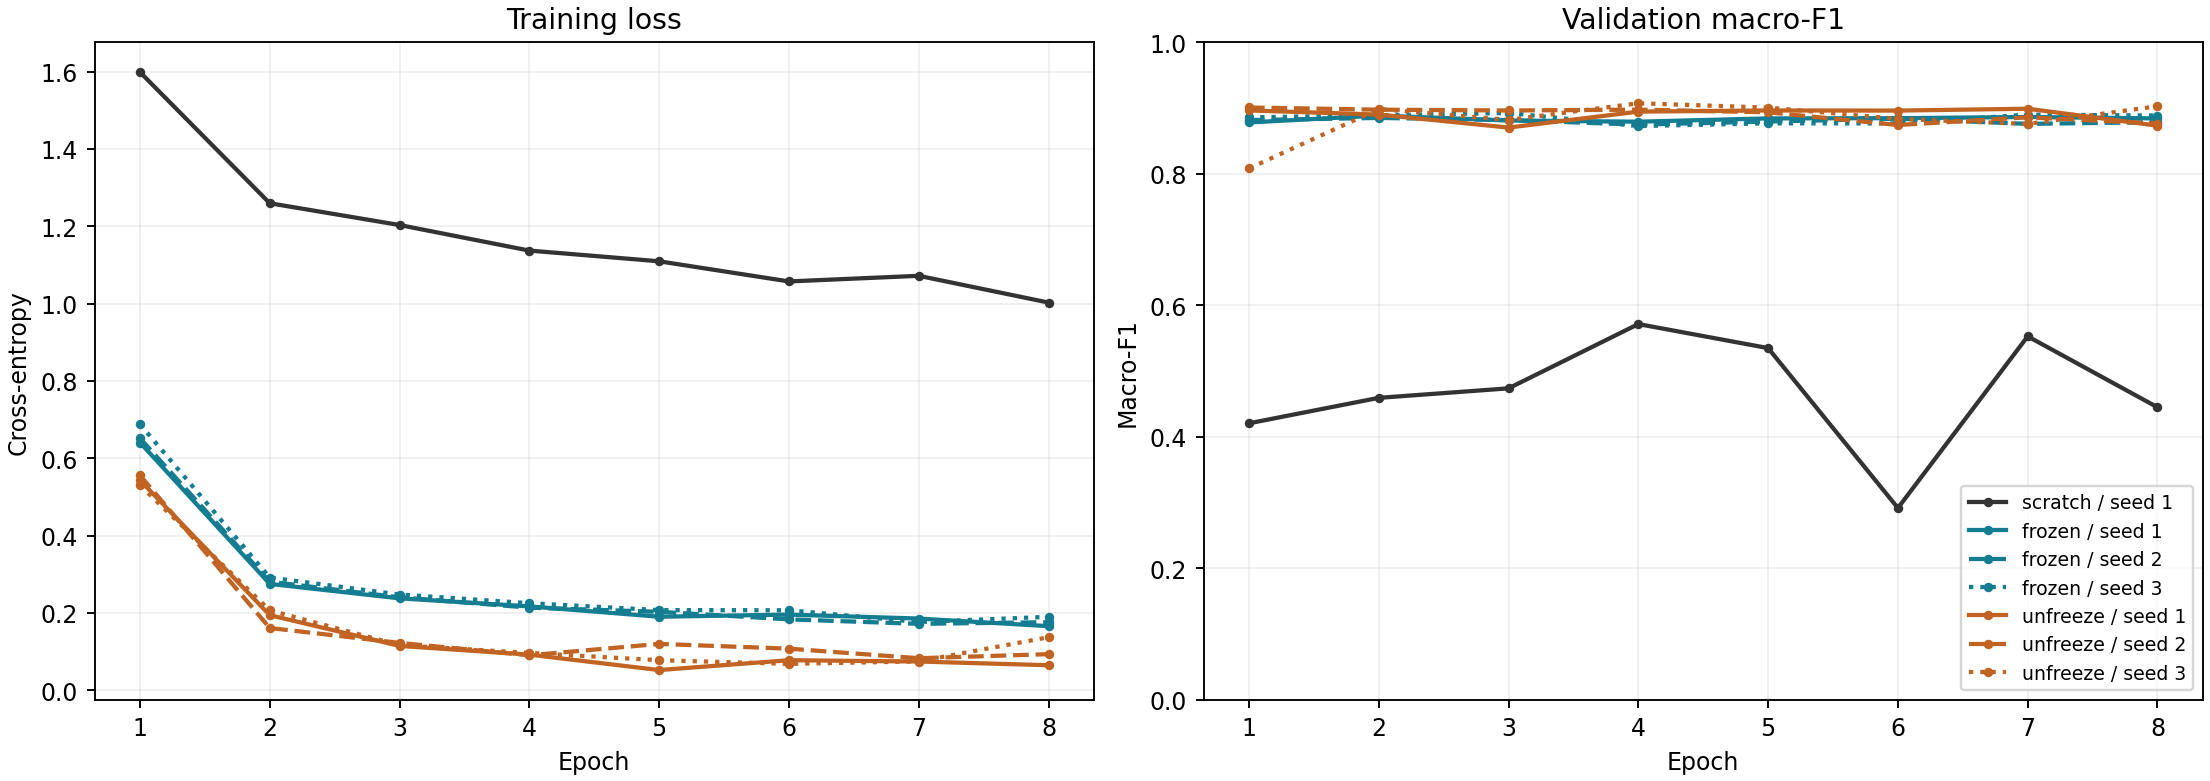 Training loss
Cross-entropy
1.6
1.4
1.2
1.0
0.8
0.6
0.4
0.2
0.0
1 2 3 4 5 6 7 8
Epoch
Validation macro-F1
Macro-F1
1.0
0.8
0.6
0.4
0.2
0.0
scratch / seed 1
frozen / seed 1
frozen / seed 2
frozen / seed 3
unfreeze / seed 1
unfreeze / seed 2
unfreeze / seed 3
1 2 3 4 5 6 7 8
Epoch